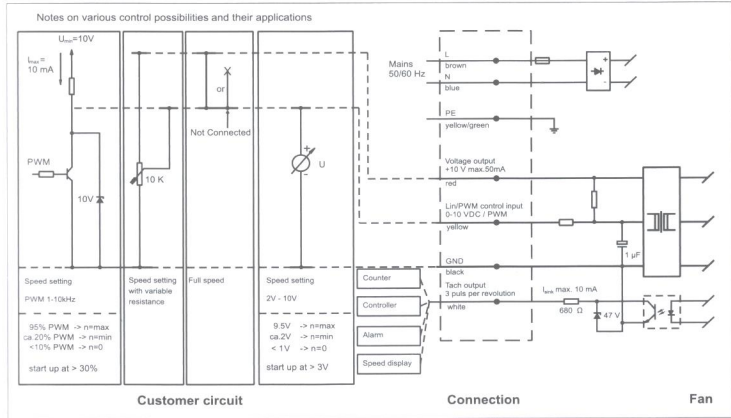 Notes on various control possibilities and their applications
Umin=10V
Imax=
10 mA
PWM
10V
Speed setting
PWM 1-10kHz
95% PWM -> n=max
ca.20% PWM -> n=min
<10% PWM -> n=0
start up at > 30%
10 K
Speed setting
with variable
resistance
or
Not Connected
Full speed
+
U
-
Speed setting
2V - 10V
9.5V -> n=max
ca.2V -> n=min
< 1V -> n=0
start up at > 3V
Counter
Controller
Alarm
Speed display
Mains
50/60 Hz
L
brown
N
blue
PE
yellow/green
Voltage output
+10 V max.50mA
red
Lin/PWM control input
0-10 VDC / PWM
yellow
GND
black
Tach output
3 puls per revolution
white
+
-
1 µF
Isink max. 10 mA
680 Ω
47 V
Customer circuit
Connection
Fan